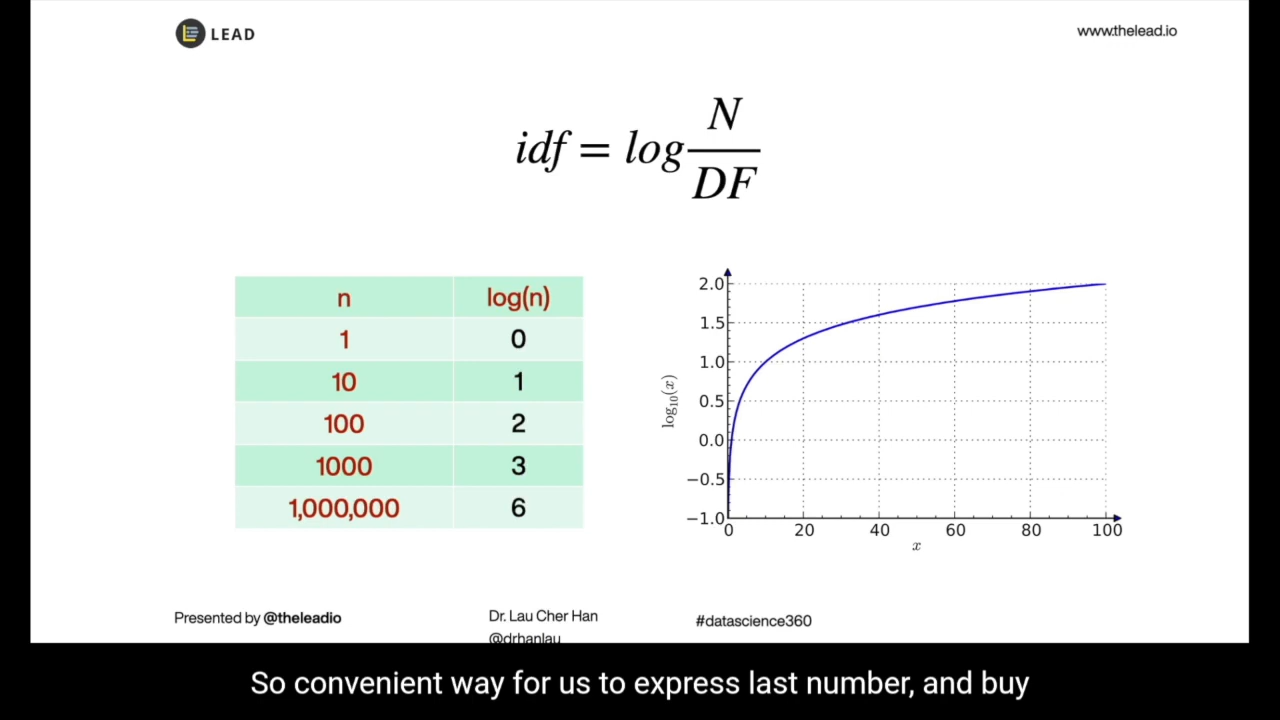 LEAD
www.thelead.io
idf = log N/DF
n log(n)
1 0
10 1
100 2
1000 3
1,000,000 6
2.0
1.5
1.0
0.5
0.0
−0.5
−1.0
log₁₀(x)
0 20 40 60 80 100
x
Presented by @theleadio
Dr. Lau Cher Han
@drhanlau
#datascience360
So convenient way for us to express last number, and buy